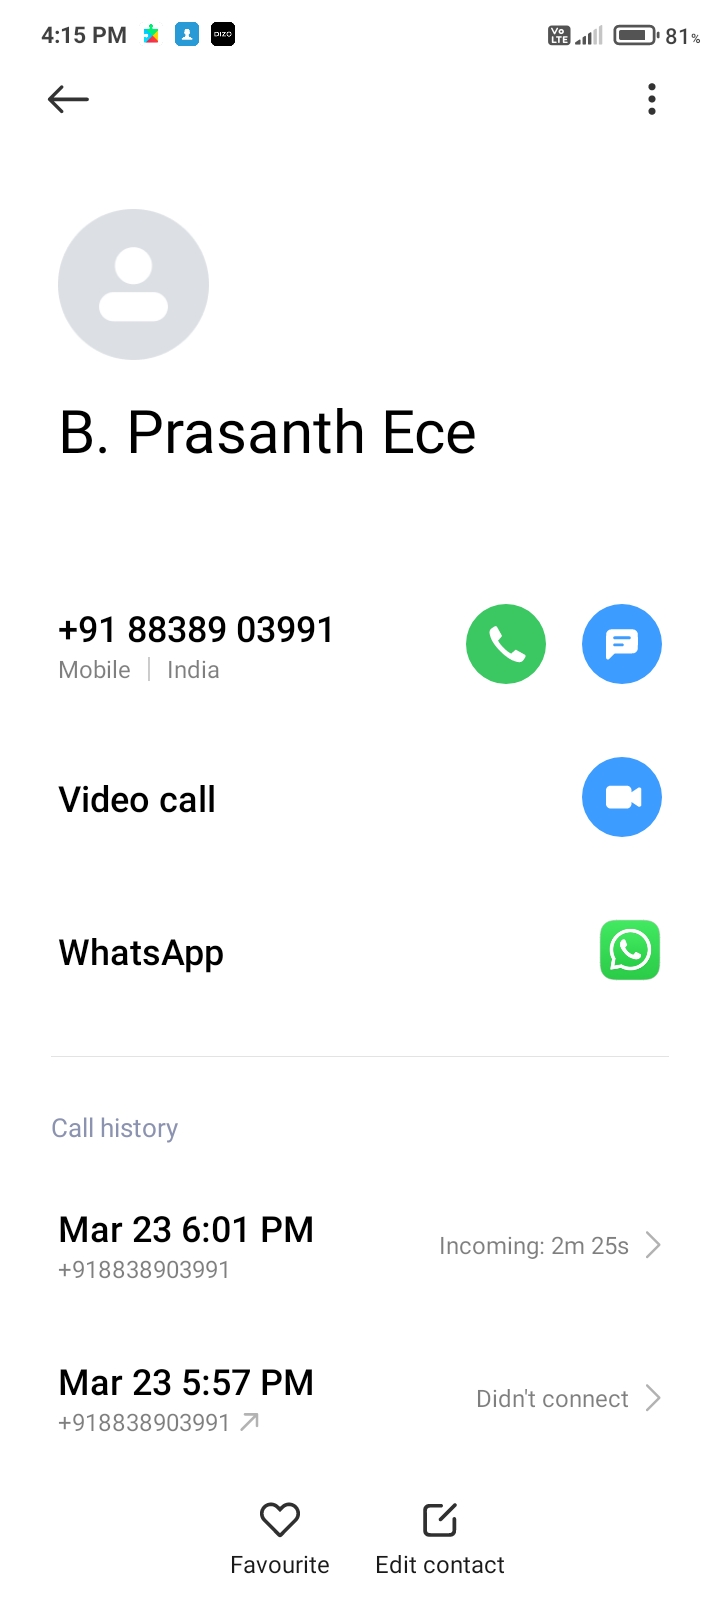 4:15 PM DIZO Vo LTE 81%
B. Prasanth Ece
+91 88389 03991
Mobile | India
Video call
WhatsApp
Call history
Mar 23 6:01 PM
Incoming: 2m 25s
+918838903991
Mar 23 5:57 PM
Didn't connect
+918838903991
Favourite Edit contact